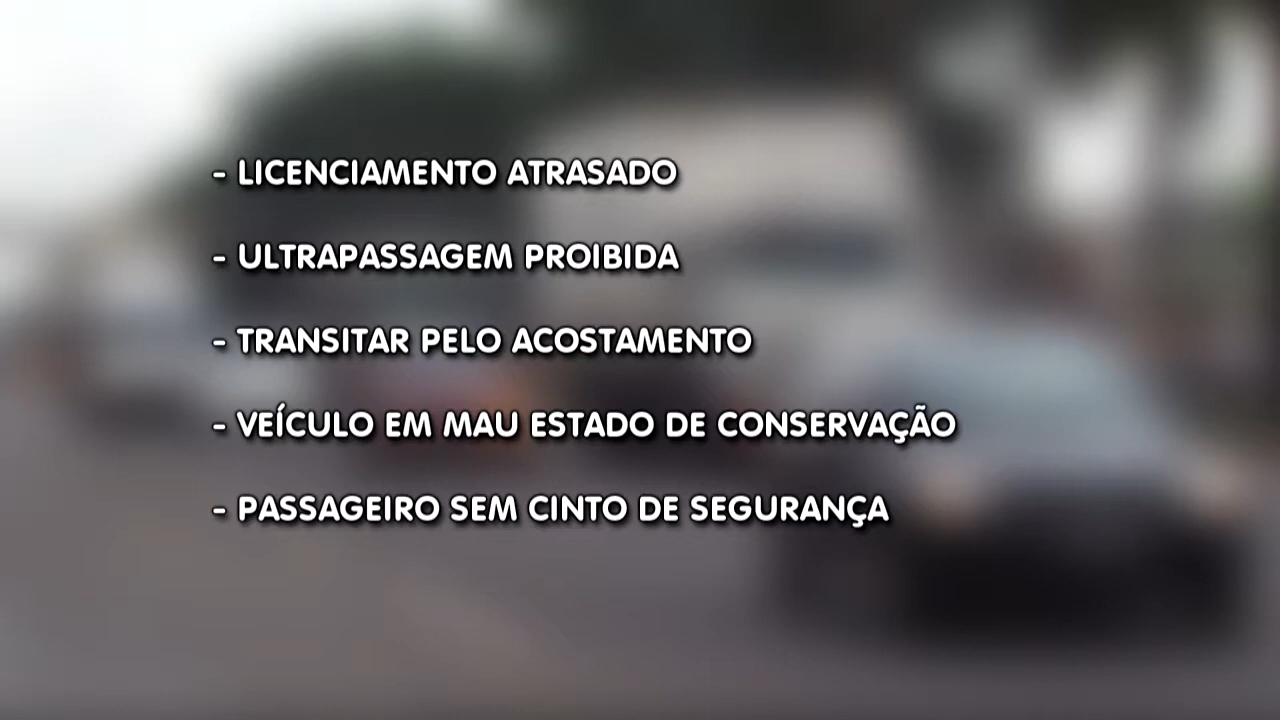 - LICENCIAMENTO ATRASADO
- ULTRAPASSAGEM PROIBIDA
- TRANSITAR PELO ACOSTAMENTO
- VEÍCULO EM MAU ESTADO DE CONSERVAÇÃO
- PASSAGEIRO SEM CINTO DE SEGURANÇA